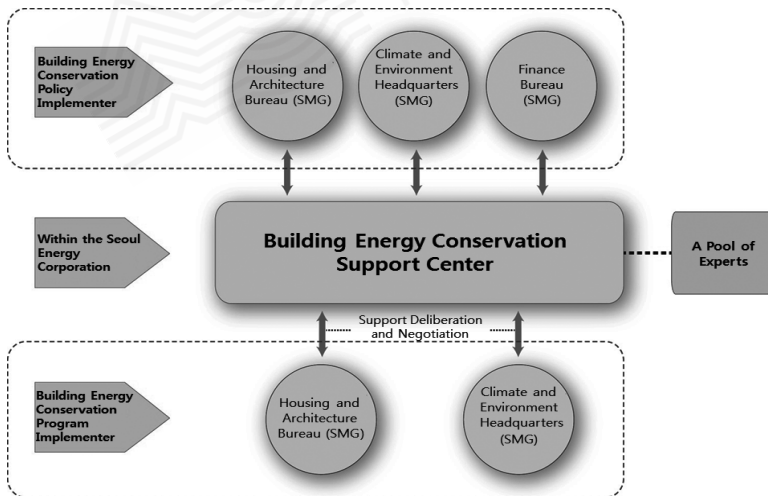 Building Energy
Conservation
Policy
Implementer
Housing and
Architecture
Bureau (SMG)
Climate and
Environment
Headquarters
(SMG)
Finance
Bureau
(SMG)
Within the Seoul
Energy
Corporation
Building Energy Conservation
Support Center
A Pool of
Experts
Support Deliberation
and Negotiation
Building Energy
Conservation
Program
Implementer
Housing and
Architecture
Bureau (SMG)
Climate and
Environment
Headquarters
(SMG)